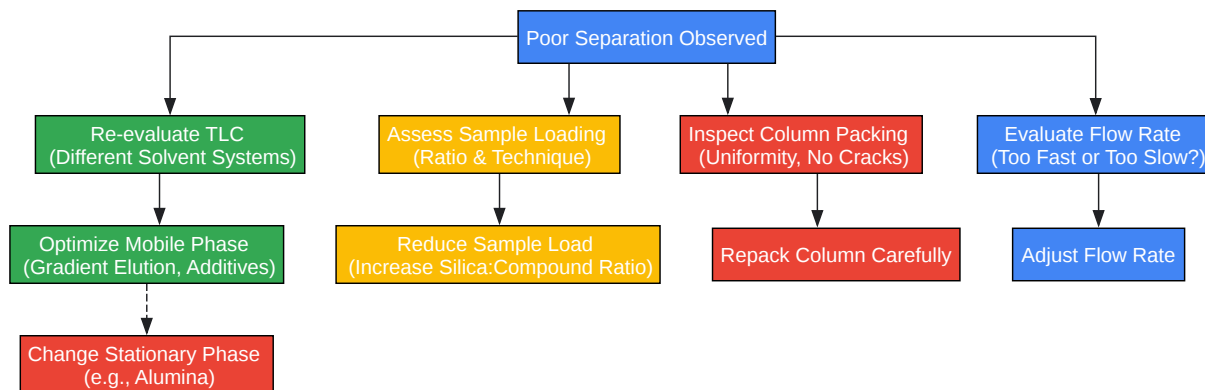 Poor Separation Observed
Re-evaluate TLC
(Different Solvent Systems)
Assess Sample Loading
(Ratio & Technique)
Inspect Column Packing
(Uniformity, No Cracks)
Evaluate Flow Rate
(Too Fast or Too Slow?)
Optimize Mobile Phase
(Gradient Elution, Additives)
Reduce Sample Load
(Increase Silica:Compound Ratio)
Repack Column Carefully
Adjust Flow Rate
Change Stationary Phase
(e.g., Alumina)